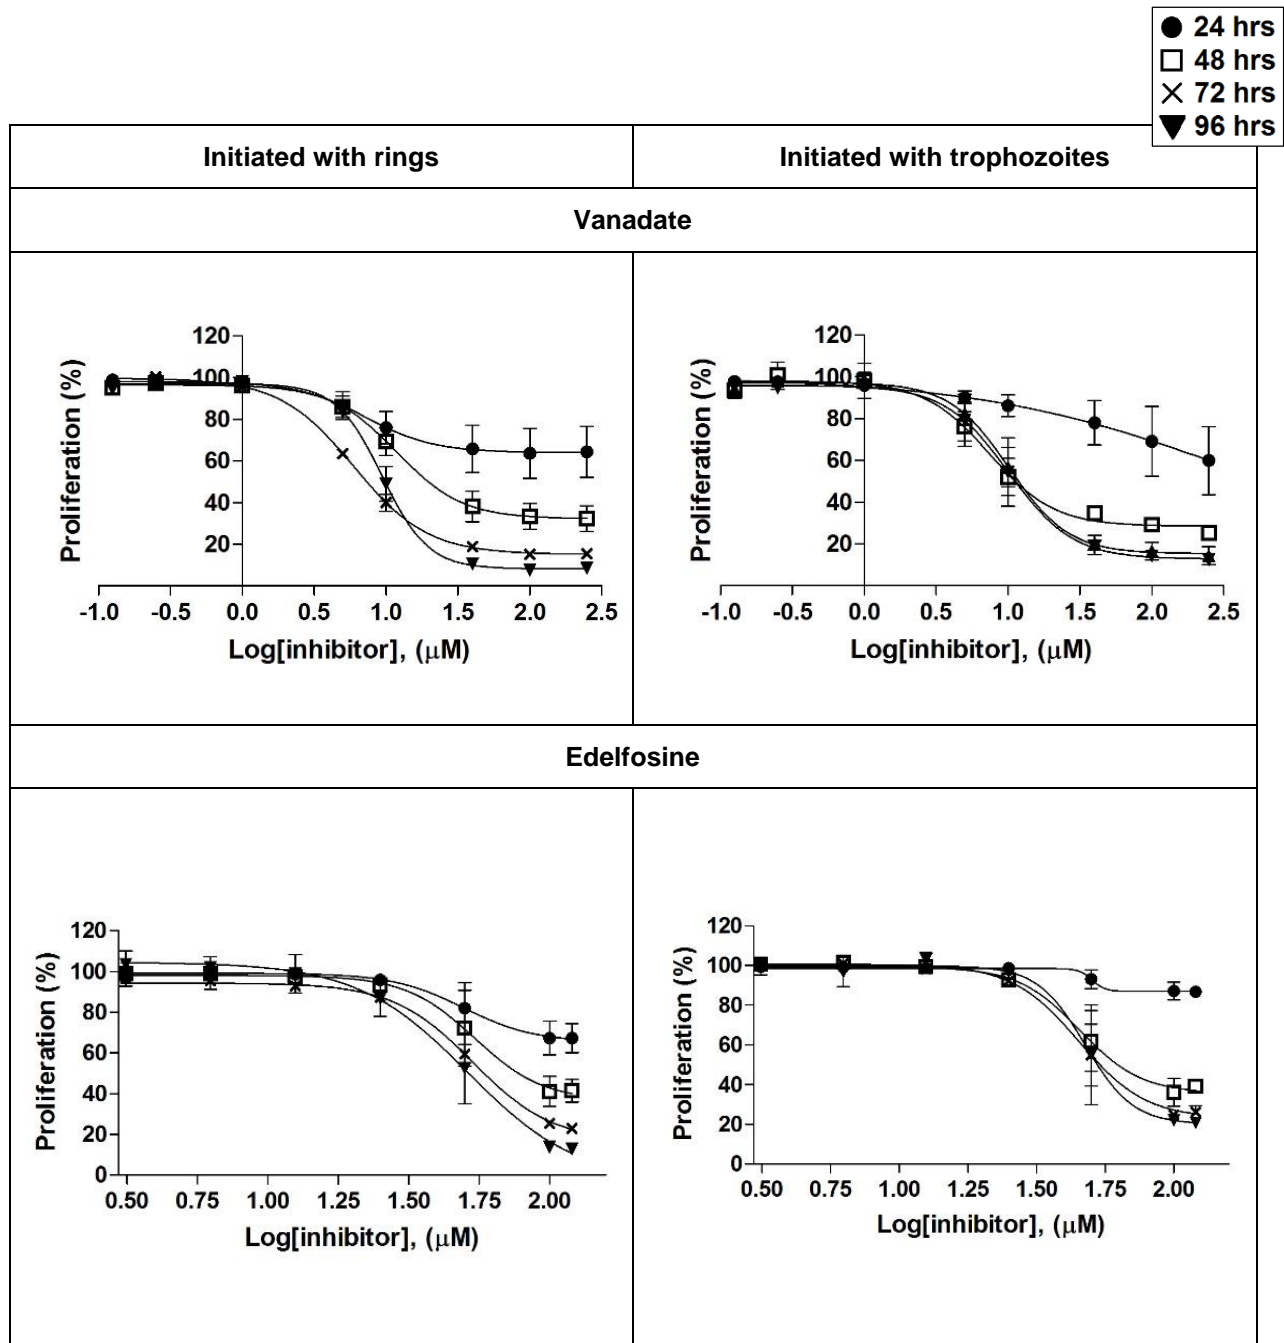 24 hrs
48 hrs
72 hrs
96 hrs
Initiated with rings
Initiated with trophozoites
Vanadate
Proliferation (%)
120
100
80
60
40
20
-1.0 -0.5 0.0 0.5 1.0 1.5 2.0 2.5
Log[inhibitor], (μM)
Proliferation (%)
120
100
80
60
40
20
-1.0 -0.5 0.0 0.5 1.0 1.5 2.0 2.5
Log[inhibitor], (μM)
Edelfosine
Proliferation (%)
120
100
80
60
40
20
0
0.50 0.75 1.00 1.25 1.50 1.75 2.00
Log[inhibitor], (μM)
Proliferation (%)
120
100
80
60
40
20
0
0.50 0.75 1.00 1.25 1.50 1.75 2.00
Log[inhibitor], (μM)